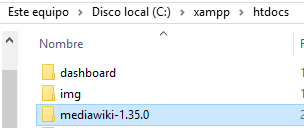 Este equipo > Disco local (C:) > xampp > htdocs
Nombre
dashboard
img
mediawiki-1.35.0